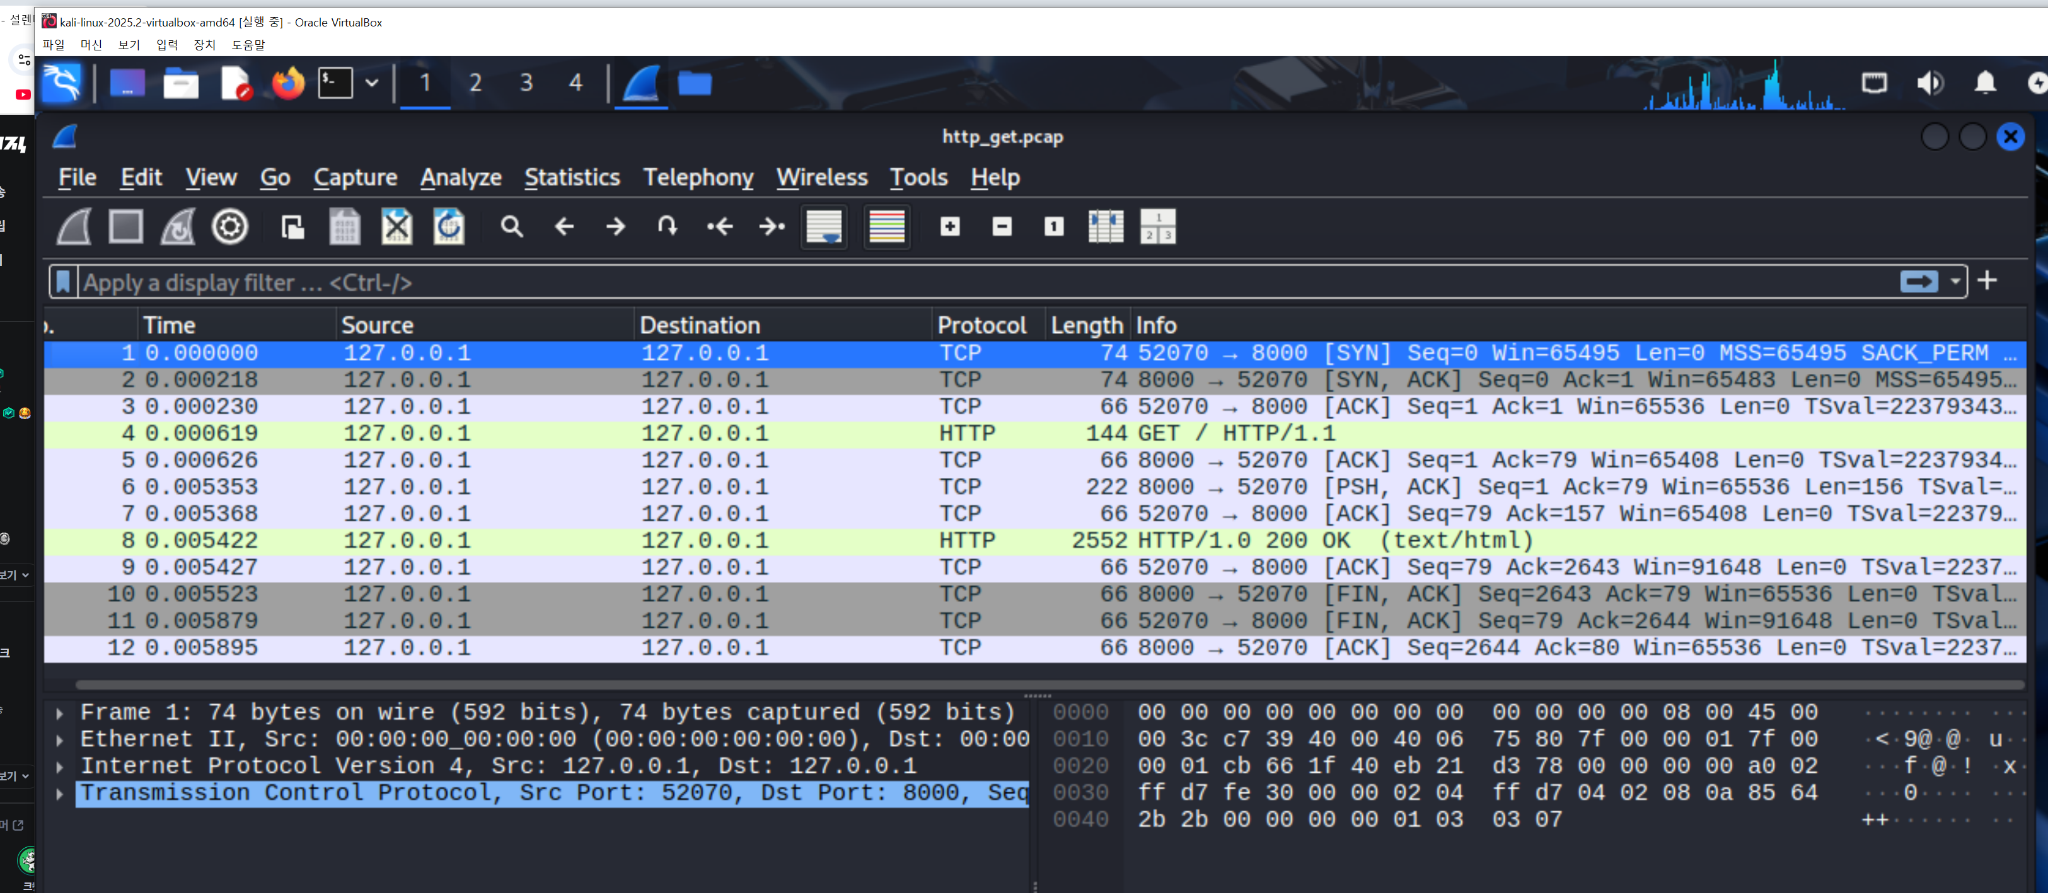 kali-linux-2025.2-virtualbox-amd64 [실행 중] - Oracle VirtualBox
파일 머신 보기 입력 장치 도움말
1 2 3 4
http_get.pcap
File Edit View Go Capture Analyze Statistics Telephony Wireless Tools Help
Apply a display filter ... <Ctrl-/>
Time Source Destination Protocol Length Info
1 0.000000 127.0.0.1 127.0.0.1 TCP 74 52070 → 8000 [SYN] Seq=0 Win=65495 Len=0 MSS=65495 SACK_PERM …
2 0.000218 127.0.0.1 127.0.0.1 TCP 74 8000 → 52070 [SYN, ACK] Seq=0 Ack=1 Win=65483 Len=0 MSS=65495…
3 0.000230 127.0.0.1 127.0.0.1 TCP 66 52070 → 8000 [ACK] Seq=1 Ack=1 Win=65536 Len=0 TSval=22379343…
4 0.000619 127.0.0.1 127.0.0.1 HTTP 144 GET / HTTP/1.1
5 0.000626 127.0.0.1 127.0.0.1 TCP 66 8000 → 52070 [ACK] Seq=1 Ack=79 Win=65408 Len=0 TSval=2237934…
6 0.005353 127.0.0.1 127.0.0.1 TCP 222 8000 → 52070 [PSH, ACK] Seq=1 Ack=79 Win=65536 Len=156 TSval=…
7 0.005368 127.0.0.1 127.0.0.1 TCP 66 52070 → 8000 [ACK] Seq=79 Ack=157 Win=65408 Len=0 TSval=22379…
8 0.005422 127.0.0.1 127.0.0.1 HTTP 2552 HTTP/1.0 200 OK (text/html)
9 0.005427 127.0.0.1 127.0.0.1 TCP 66 52070 → 8000 [ACK] Seq=79 Ack=2643 Win=91648 Len=0 TSval=2237…
10 0.005523 127.0.0.1 127.0.0.1 TCP 66 8000 → 52070 [FIN, ACK] Seq=2643 Ack=79 Win=65536 Len=0 TSval…
11 0.005879 127.0.0.1 127.0.0.1 TCP 66 52070 → 8000 [FIN, ACK] Seq=79 Ack=2644 Win=91648 Len=0 TSval…
12 0.005895 127.0.0.1 127.0.0.1 TCP 66 8000 → 52070 [ACK] Seq=2644 Ack=80 Win=65536 Len=0 TSval=2237…
Frame 1: 74 bytes on wire (592 bits), 74 bytes captured (592 bits)
Ethernet II, Src: 00:00:00_00:00:00 (00:00:00:00:00:00), Dst: 00:00
Internet Protocol Version 4, Src: 127.0.0.1, Dst: 127.0.0.1
Transmission Control Protocol, Src Port: 52070, Dst Port: 8000, Seq
0000 00 00 00 00 00 00 00 00 00 00 00 00 08 00 45 00 ········ ···
0010 00 3c c7 39 40 00 40 06 75 80 7f 00 00 01 7f 00 ·<·9@·@· u··
0020 00 01 cb 66 1f 40 eb 21 d3 78 00 00 00 00 a0 02 ···f·@·! ·x·
0030 ff d7 fe 30 00 00 02 04 ff d7 04 02 08 0a 85 64 ···0···· ···
0040 2b 2b 00 00 00 00 01 03 03 07 ++······ ··